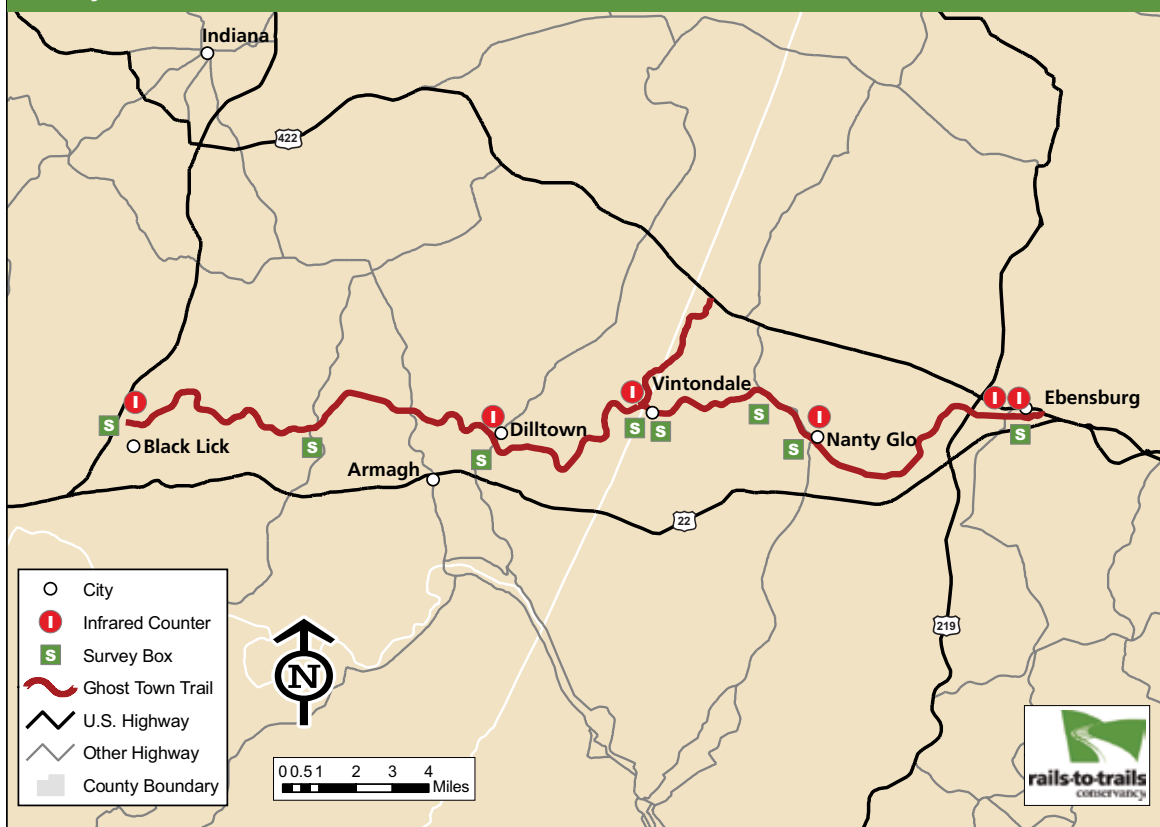 Indiana
422
I
I
I
I
I
I
S
S
S
S
S
S
S
S
Black Lick
Dilltown
Armagh
Vintondale
Nanty Glo
Ebensburg
22
219
City
I Infrared Counter
S Survey Box
Ghost Town Trail
U.S. Highway
Other Highway
County Boundary
N
0 0.5 1 2 3 4
Miles
rails-to-trails
conservancy